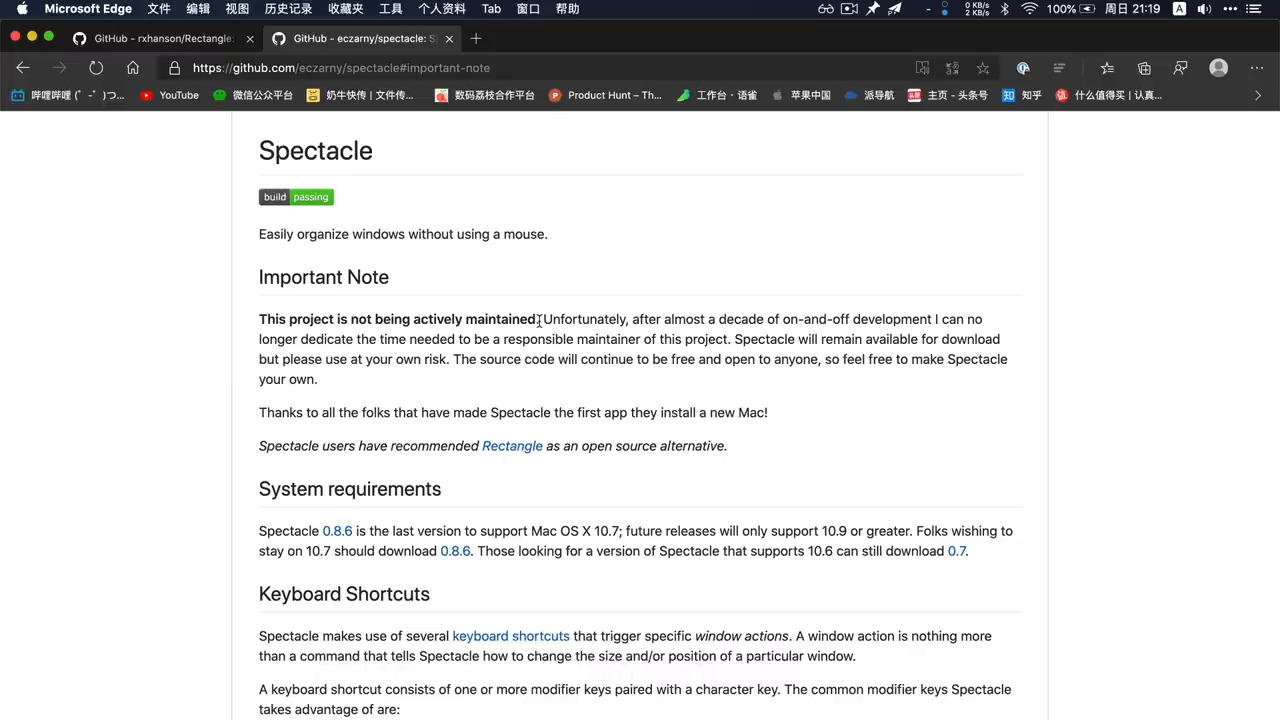 Microsoft Edge 文件 编辑 视图 历史记录 收藏夹 工具 个人资料 Tab 窗口 帮助 0 KB/s 2 KB/s 100% 周日 21:19 A
GitHub - rxhanson/Rectangle: GitHub - eczarny/spectacle: S
https://github.com/eczarny/spectacle#important-note
哔哩哔哩 (゜-゜)つ... YouTube 微信公众平台 奶牛快传 | 文件传... 数码荔枝合作平台 Product Hunt – Th... 工作台 · 语雀 苹果中国 派导航 主页 - 头条号 知乎 什么值得买 | 认真...
Spectacle
build passing
Easily organize windows without using a mouse.
Important Note
This project is not being actively maintained. Unfortunately, after almost a decade of on-and-off development I can no
longer dedicate the time needed to be a responsible maintainer of this project. Spectacle will remain available for download
but please use at your own risk. The source code will continue to be free and open to anyone, so feel free to make Spectacle
your own.
Thanks to all the folks that have made Spectacle the first app they install a new Mac!
Spectacle users have recommended Rectangle as an open source alternative.
System requirements
Spectacle 0.8.6 is the last version to support Mac OS X 10.7; future releases will only support 10.9 or greater. Folks wishing to
stay on 10.7 should download 0.8.6. Those looking for a version of Spectacle that supports 10.6 can still download 0.7.
Keyboard Shortcuts
Spectacle makes use of several keyboard shortcuts that trigger specific window actions. A window action is nothing more
than a command that tells Spectacle how to change the size and/or position of a particular window.
A keyboard shortcut consists of one or more modifier keys paired with a character key. The common modifier keys Spectacle
takes advantage of are: